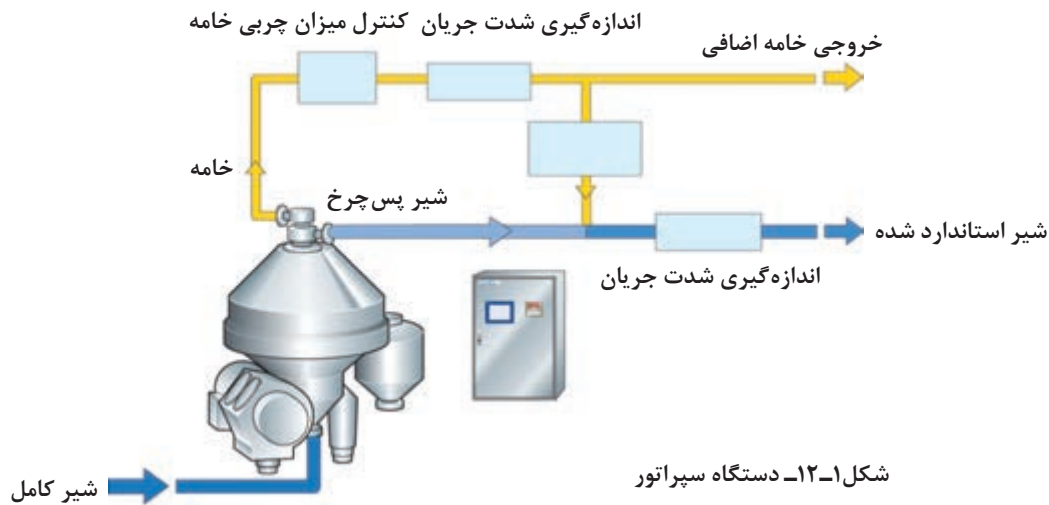 اندازه‌گیری شدت جریان
کنترل میزان چربی خامه
خروجی خامه اضافی
خامه
شیر پس‌چرخ
شیر استاندارد شده
اندازه‌گیری شدت جریان
شکل۱ـ۱۲ـ دستگاه سپراتور
شیر کامل